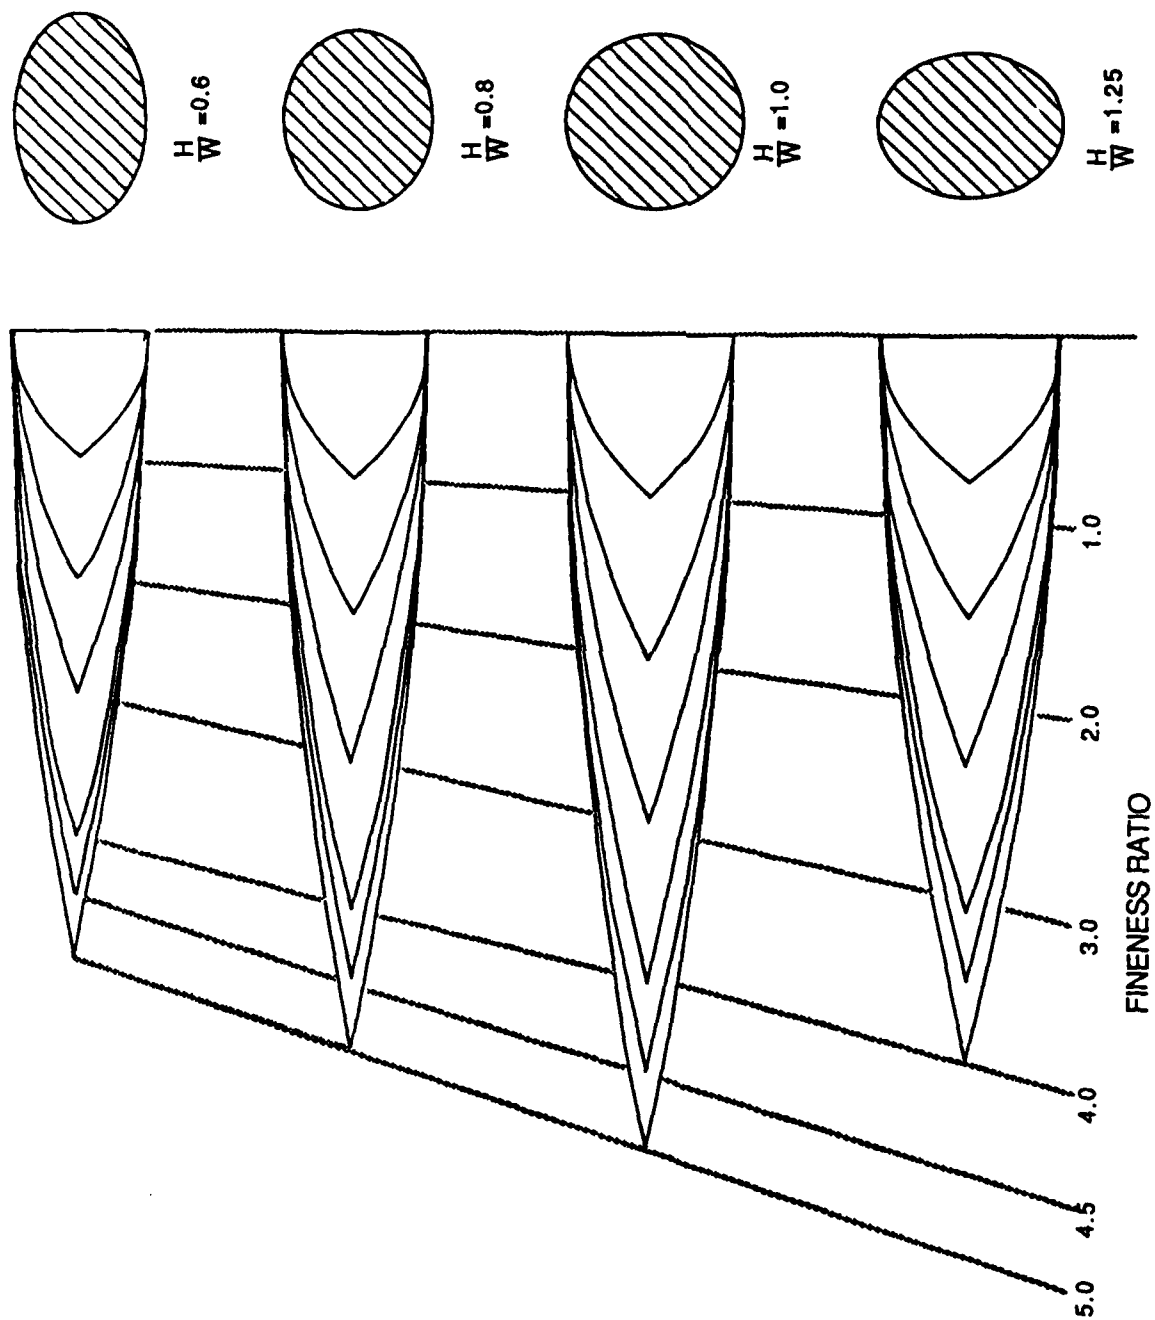 H/W =0.6
H/W =0.8
H/W =1.0
H/W =1.25
1.0
2.0
3.0
4.0
4.5
5.0
FINENESS RATIO